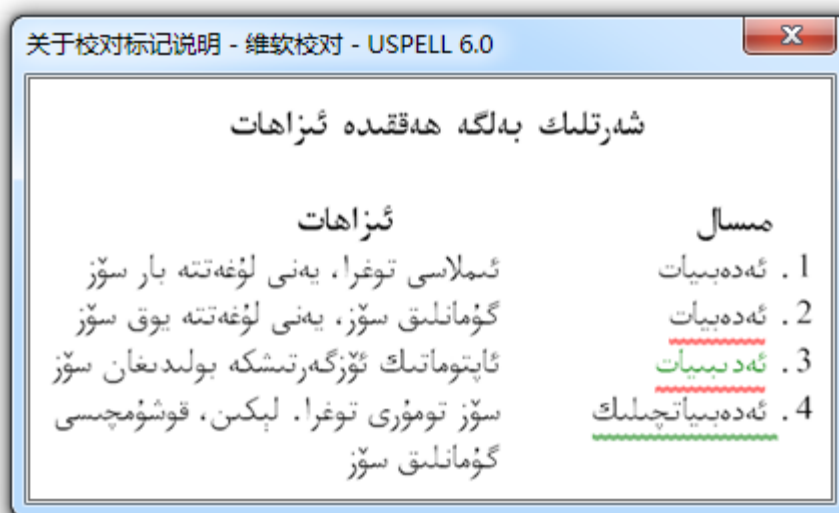 关于校对标记说明 - 维软校对 - USPELL 6.0
شەرتلىك بەلگە ھەققىدە ئىزاھات
مىسال ئىزاھات
1. ئەدەبىيات ئىملاسى توغرا، يەنى لۇغەتتە بار سۆز
2. ئەدەبيات گۇمانلىق سۆز، يەنى لۇغەتتە يوق سۆز
3. ئەدىبىيات ئاپتوماتىك ئۆزگەرتىشكە بولىدىغان سۆز
4. ئەدەبىياتچىلىك سۆز تومۇرى توغرا. لېكىن، قوشۇمچىسى
گۇمانلىق سۆز